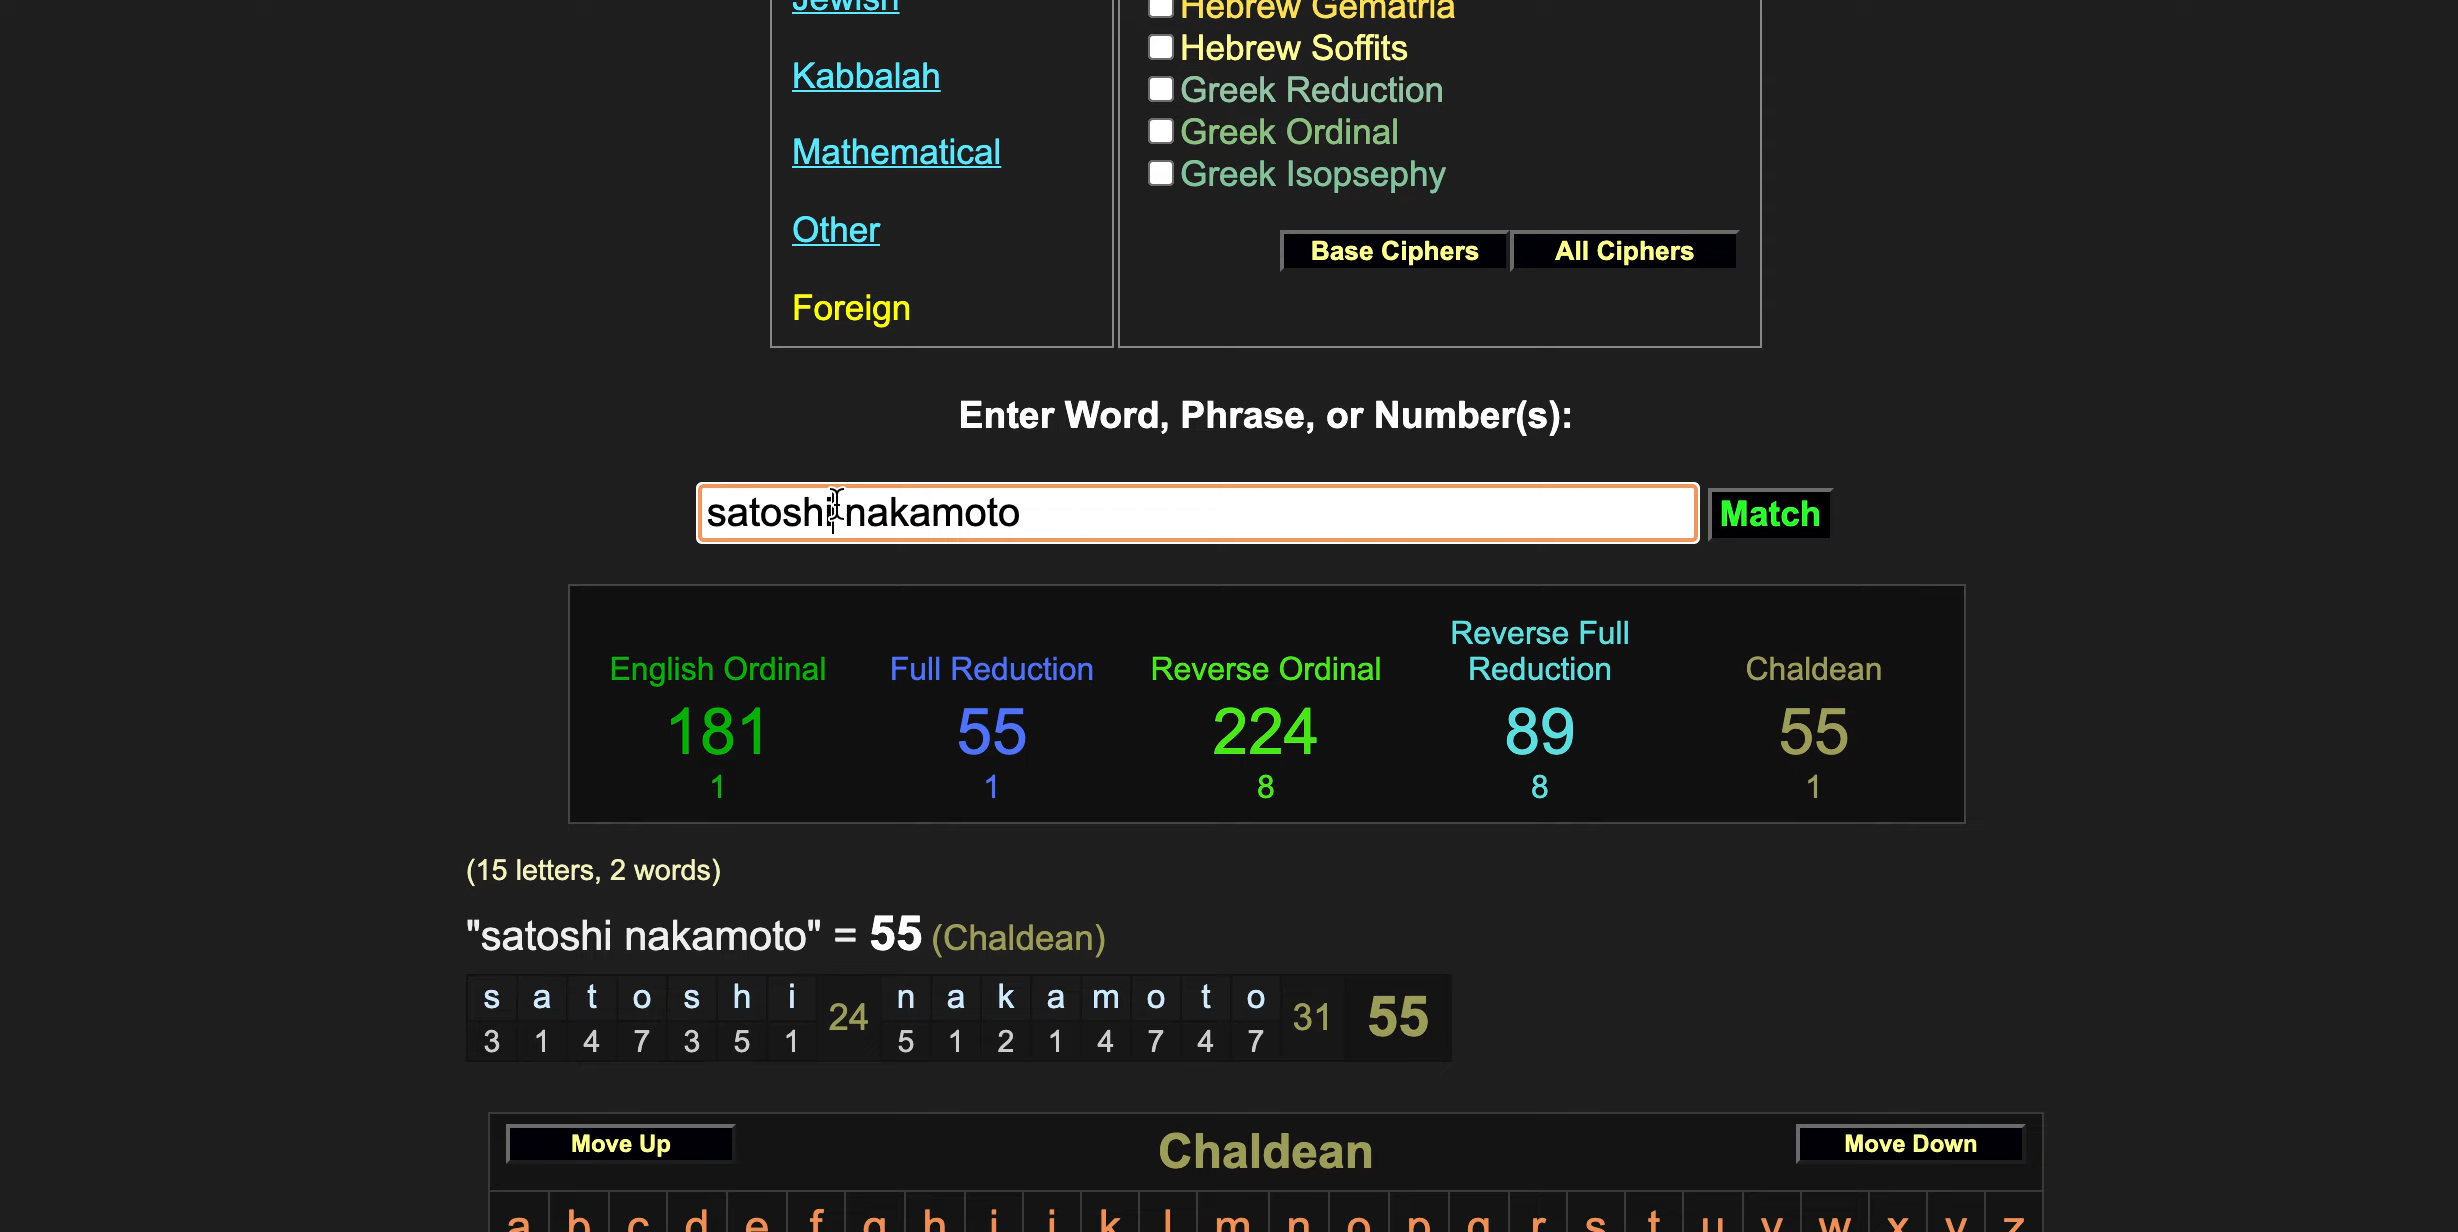 Jewish
Hebrew Gematria
Hebrew Soffits
Kabbalah
Greek Reduction
Greek Ordinal
Mathematical
Greek Isopsephy
Other
Base Ciphers All Ciphers
Foreign
Enter Word, Phrase, or Number(s):
satoshi nakamoto Match
English Ordinal Full Reduction Reverse Ordinal Reverse Full Reduction Chaldean
181 55 224 89 55
1 1 8 8 1
(15 letters, 2 words)
"satoshi nakamoto" = 55 (Chaldean)
s a t o s h i 24 n a k a m o t o 31 55
3 1 4 7 3 5 1 5 1 2 1 4 7 4 7
Move Up Chaldean Move Down
a b c d e f g h i j k l m n o p q r s t u v w x y z